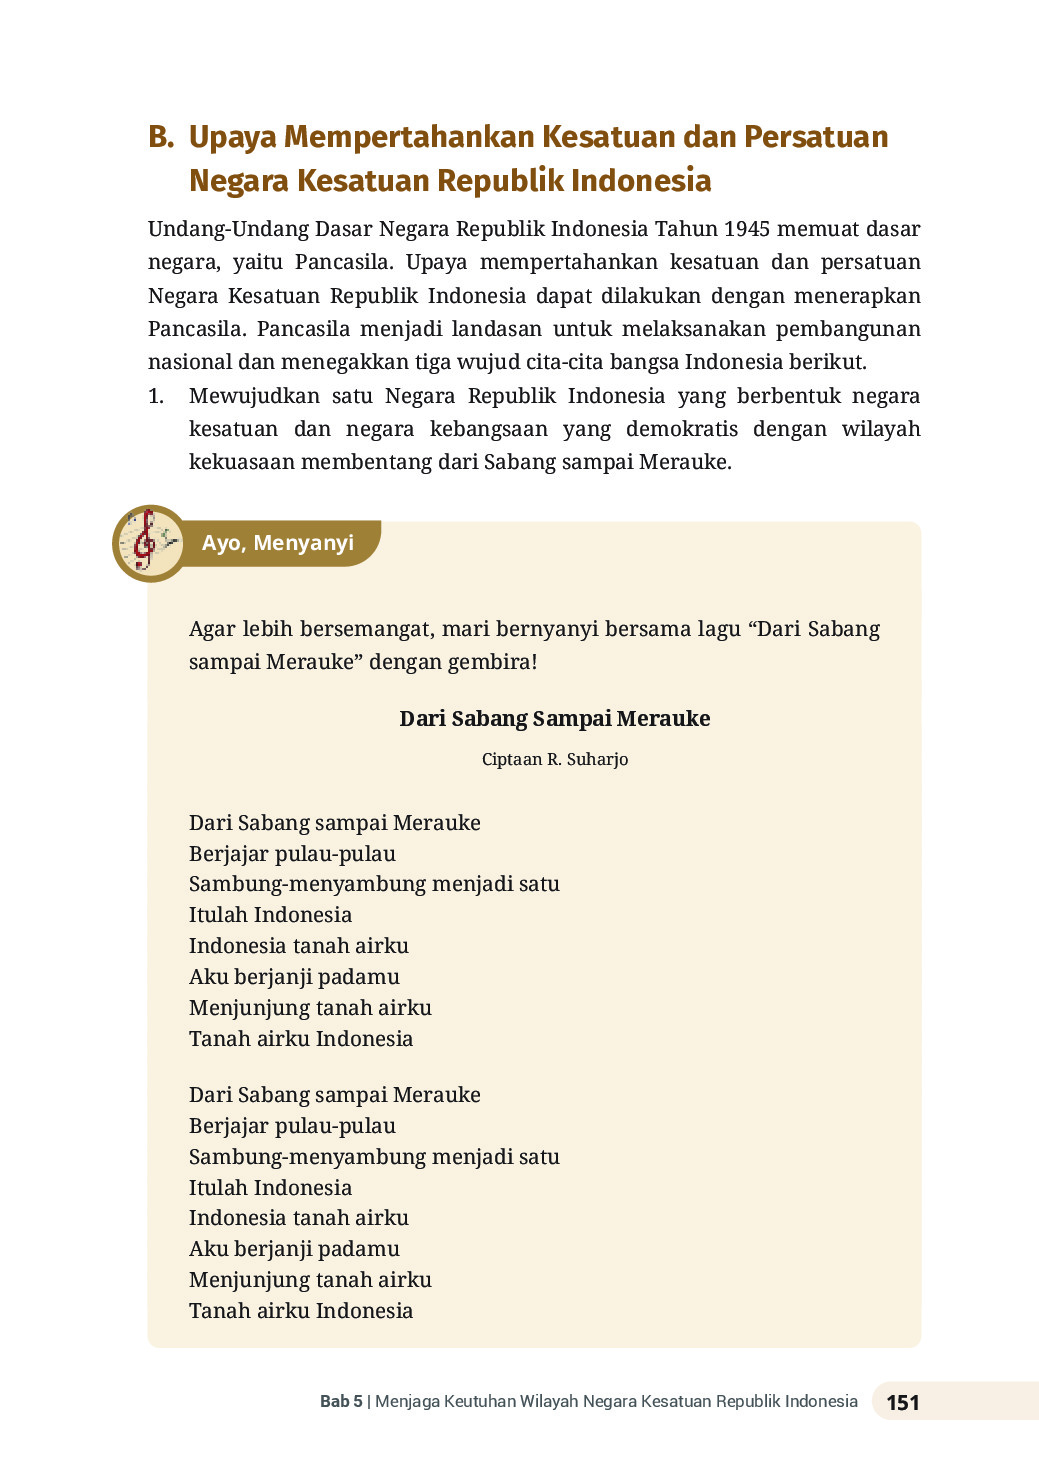 B. Upaya Mempertahankan Kesatuan dan Persatuan
Negara Kesatuan Republik Indonesia
Undang-Undang Dasar Negara Republik Indonesia Tahun 1945 memuat dasar
negara, yaitu Pancasila. Upaya mempertahankan kesatuan dan persatuan
Negara Kesatuan Republik Indonesia dapat dilakukan dengan menerapkan
Pancasila. Pancasila menjadi landasan untuk melaksanakan pembangunan
nasional dan menegakkan tiga wujud cita-cita bangsa Indonesia berikut.
1. Mewujudkan satu Negara Republik Indonesia yang berbentuk negara
kesatuan dan negara kebangsaan yang demokratis dengan wilayah
kekuasaan membentang dari Sabang sampai Merauke.
Ayo, Menyanyi
Agar lebih bersemangat, mari bernyanyi bersama lagu “Dari Sabang
sampai Merauke” dengan gembira!
Dari Sabang Sampai Merauke
Ciptaan R. Suharjo
Dari Sabang sampai Merauke
Berjajar pulau-pulau
Sambung-menyambung menjadi satu
Itulah Indonesia
Indonesia tanah airku
Aku berjanji padamu
Menjunjung tanah airku
Tanah airku Indonesia
Dari Sabang sampai Merauke
Berjajar pulau-pulau
Sambung-menyambung menjadi satu
Itulah Indonesia
Indonesia tanah airku
Aku berjanji padamu
Menjunjung tanah airku
Tanah airku Indonesia
Bab 5 | Menjaga Keutuhan Wilayah Negara Kesatuan Republik Indonesia 151